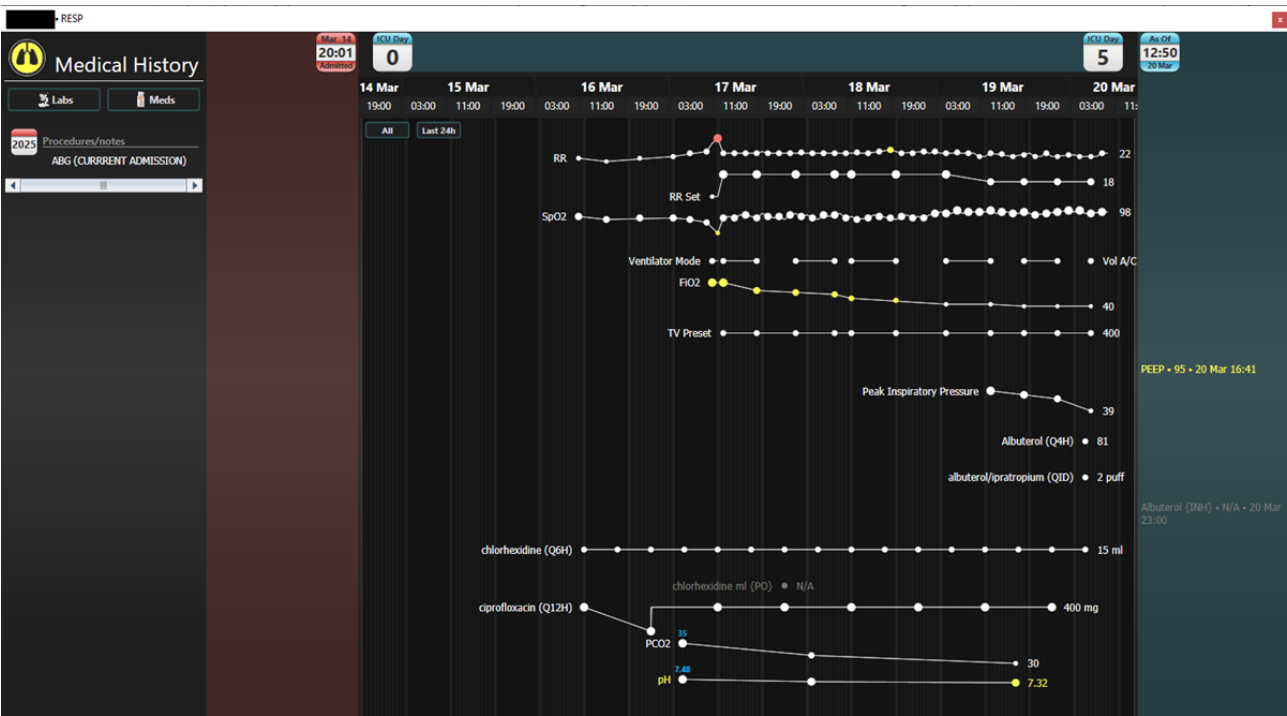 • RESP
x
Medical History
Labs
Meds
2025
Procedures/notes
ABG (CURRRENT ADMISSION)
Mar 14
20:01
Admitted
ICU Day
0
ICU Day
5
As Of
12:50
20 Mar
14 Mar 15 Mar 16 Mar 17 Mar 18 Mar 19 Mar 20 Mar
19:00 03:00 11:00 19:00 03:00 11:00 19:00 03:00 11:00 19:00 03:00 11:00 19:00 03:00 11:00 19:00 03:00 11:
All Last 24h
RR 22
RR Set 18
SpO2 98
Ventilator Mode Vol A/C
FiO2 40
TV Preset 400
PEEP • 95 • 20 Mar 16:41
Peak Inspiratory Pressure 39
Albuterol (Q4H) 81
albuterol/ipratropium (QID) 2 puff
Albuterol (INH) • N/A • 20 Mar
23:00
chlorhexidine (Q6H) 15 ml
chlorhexidine ml {PO} N/A
ciprofloxacin (Q12H) 400 mg
PCO2 35 30
pH 7.48 7.32